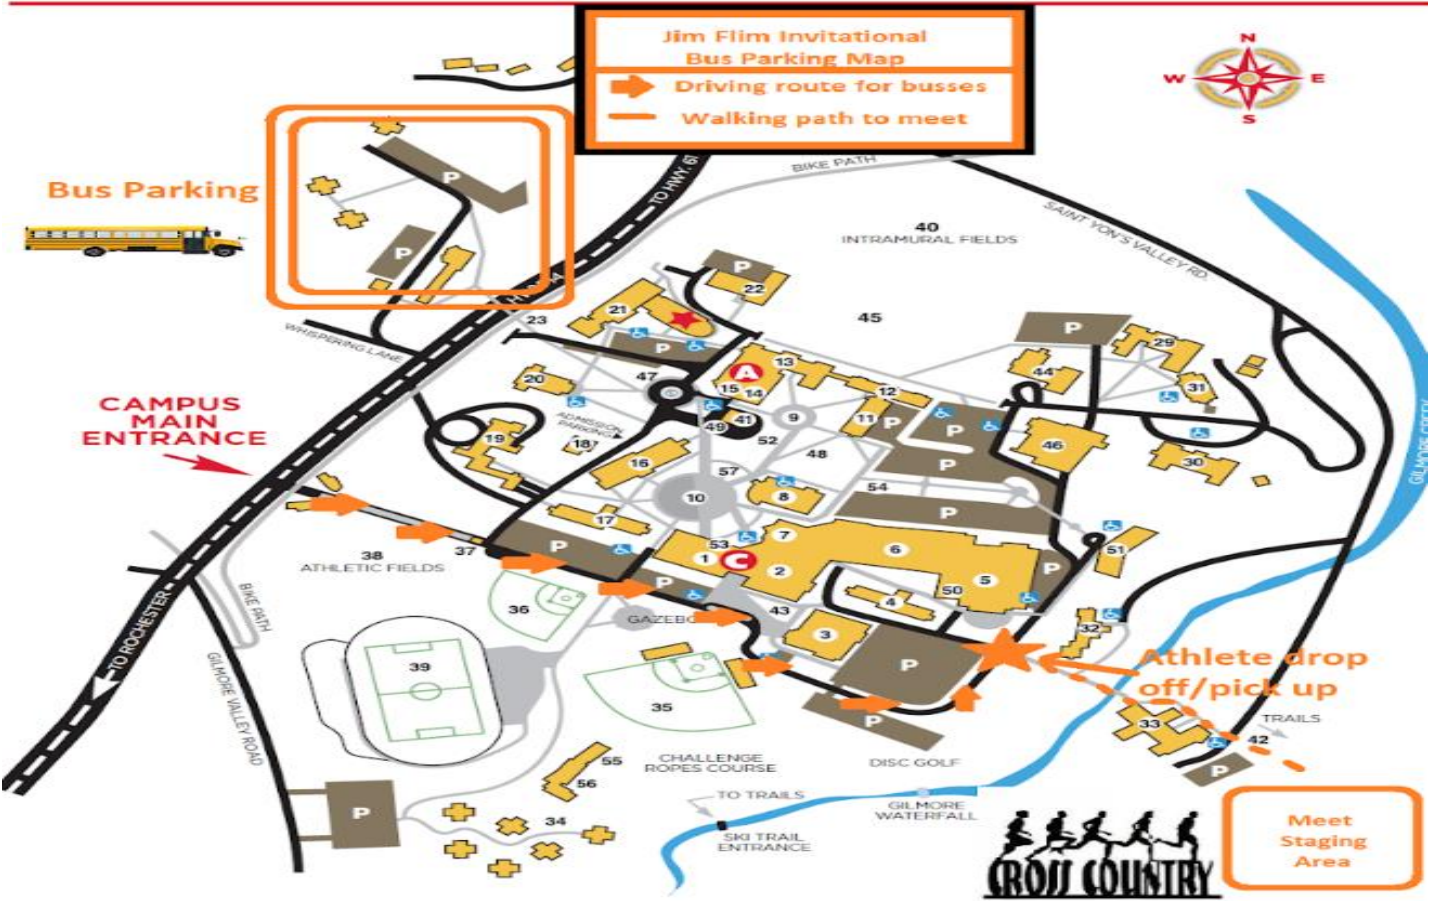 Jim Flim Invitational
Bus Parking Map
Driving route for busses
Walking path to meet
N
W
E
S
Bus Parking
P
P
TO HWY. 61
BIKE PATH
SAINT YON'S VALLEY RD.
40
INTRAMURAL FIELDS
WHISPERING LANE
23
21
22
P
P
45
P
29
44
31
CAMPUS
MAIN
ENTRANCE
20
47
A
13
15
14
12
11
9
41
49
52
48
P
P
46
30
ADMISSION
PARKING
19
18
16
57
10
8
P
54
P
GILMORE CREEK
17
P
53
1
C
7
2
6
5
50
P
51
38
ATHLETIC FIELDS
37
36
P
GAZEBO
43
4
3
P
32
BIKE PATH
TO ROCHESTER
GILMORE VALLEY ROAD
39
35
P
Athlete drop
off/pick up
33
TRAILS
42
P
CHALLENGE
ROPES COURSE
DISC GOLF
55
56
34
P
TO TRAILS
SKI TRAIL
ENTRANCE
GILMORE
WATERFALL
CROSS COUNTRY
Meet
Staging
Area